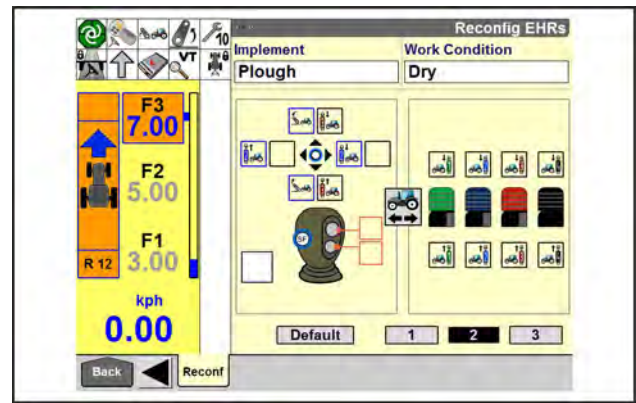 10
VT
Reconfig EHRs
Implement
Work Condition
Plough
Dry
F3
7.00
F2
5.00
F1
3.00
R 12
kph
0.00
SF
Default
1
2
3
Back
Reconf